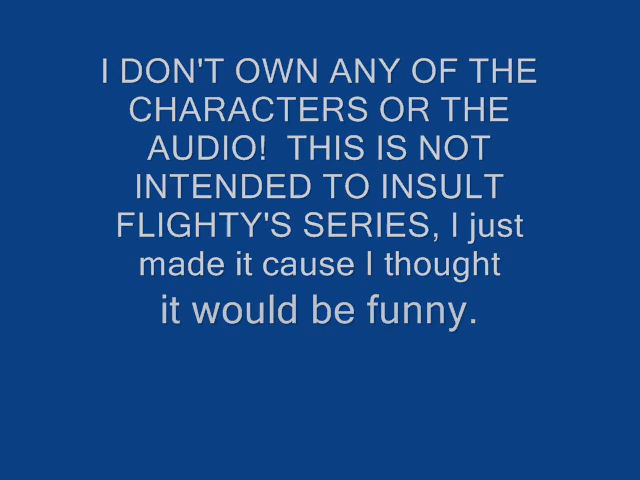 I DON'T OWN ANY OF THE
CHARACTERS OR THE
AUDIO!  THIS IS NOT
INTENDED TO INSULT
FLIGHTY'S SERIES, I just
made it cause I thought
it would be funny.